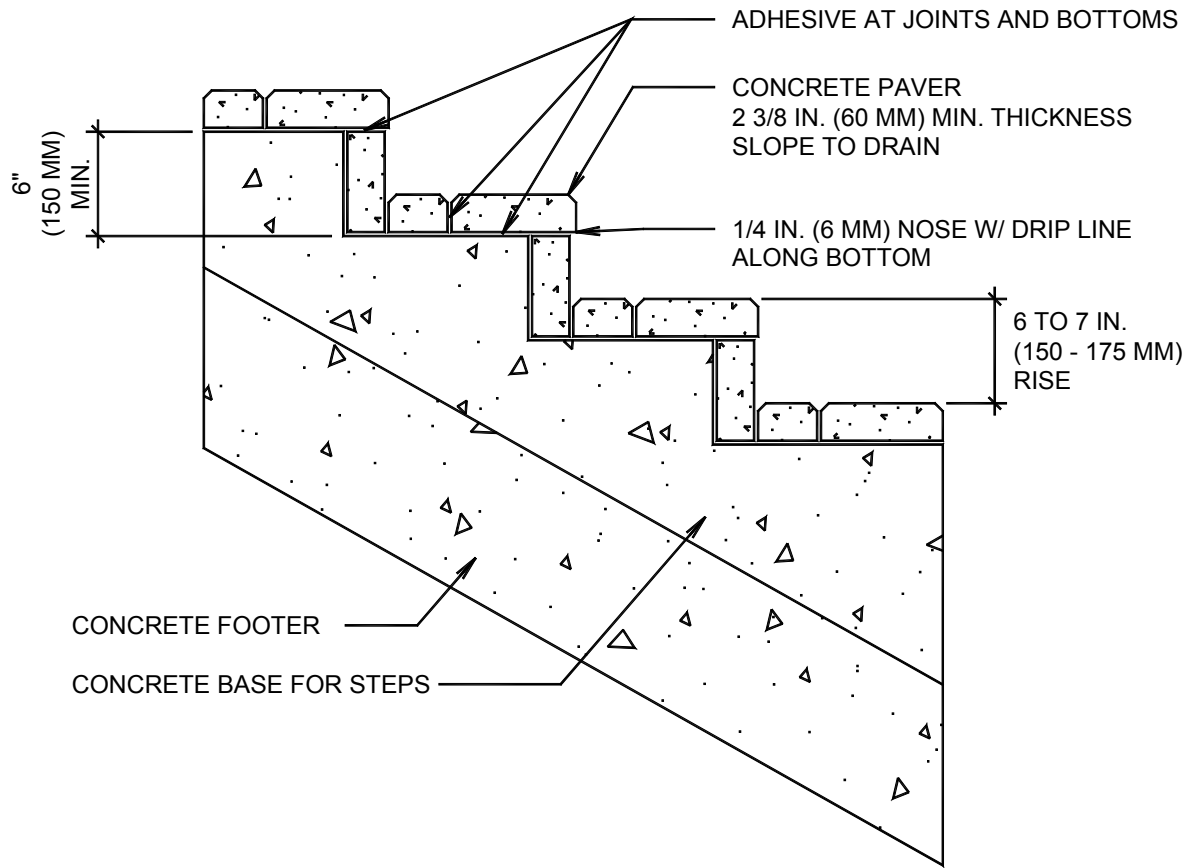 ADHESIVE AT JOINTS AND BOTTOMS
CONCRETE PAVER
2 3/8 IN. (60 MM) MIN. THICKNESS
SLOPE TO DRAIN
6"
(150 MM)
MIN.
1/4 IN. (6 MM) NOSE W/ DRIP LINE
ALONG BOTTOM
6 TO 7 IN.
(150 - 175 MM)
RISE
CONCRETE FOOTER
CONCRETE BASE FOR STEPS